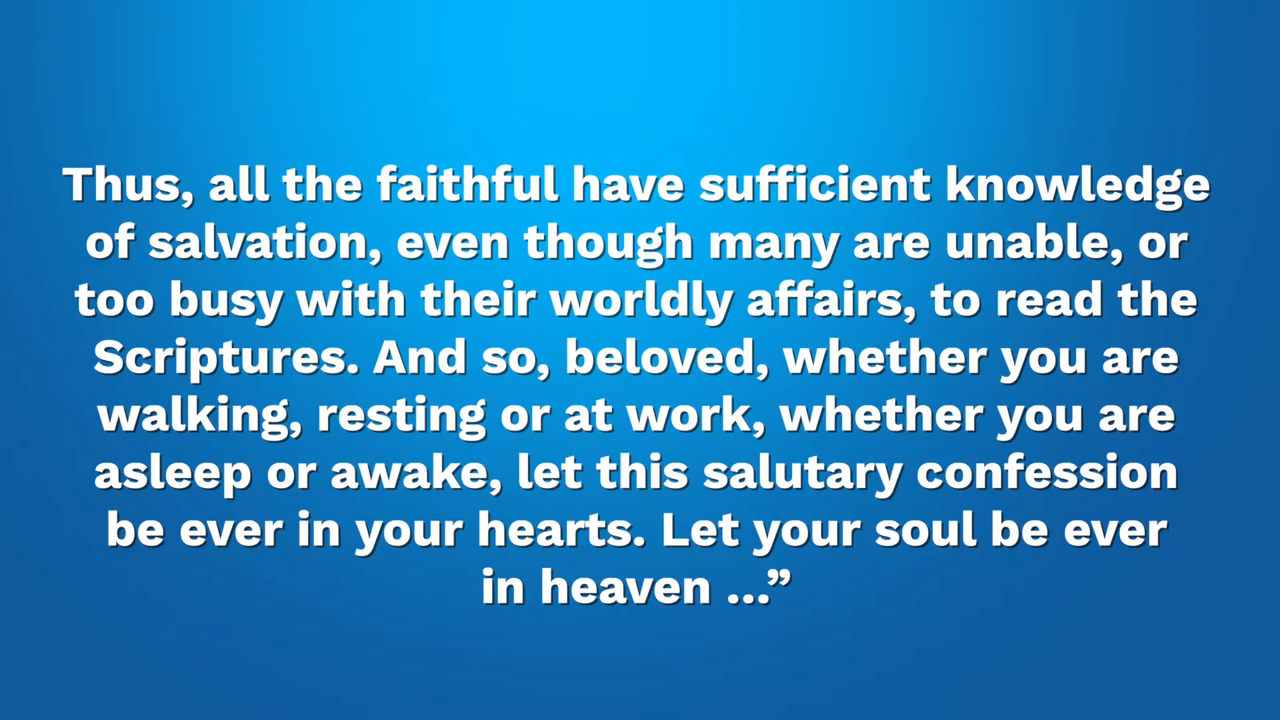 Thus, all the faithful have sufficient knowledge
of salvation, even though many are unable, or
too busy with their worldly affairs, to read the
Scriptures. And so, beloved, whether you are
walking, resting or at work, whether you are
asleep or awake, let this salutary confession
be ever in your hearts. Let your soul be ever
in heaven ...”